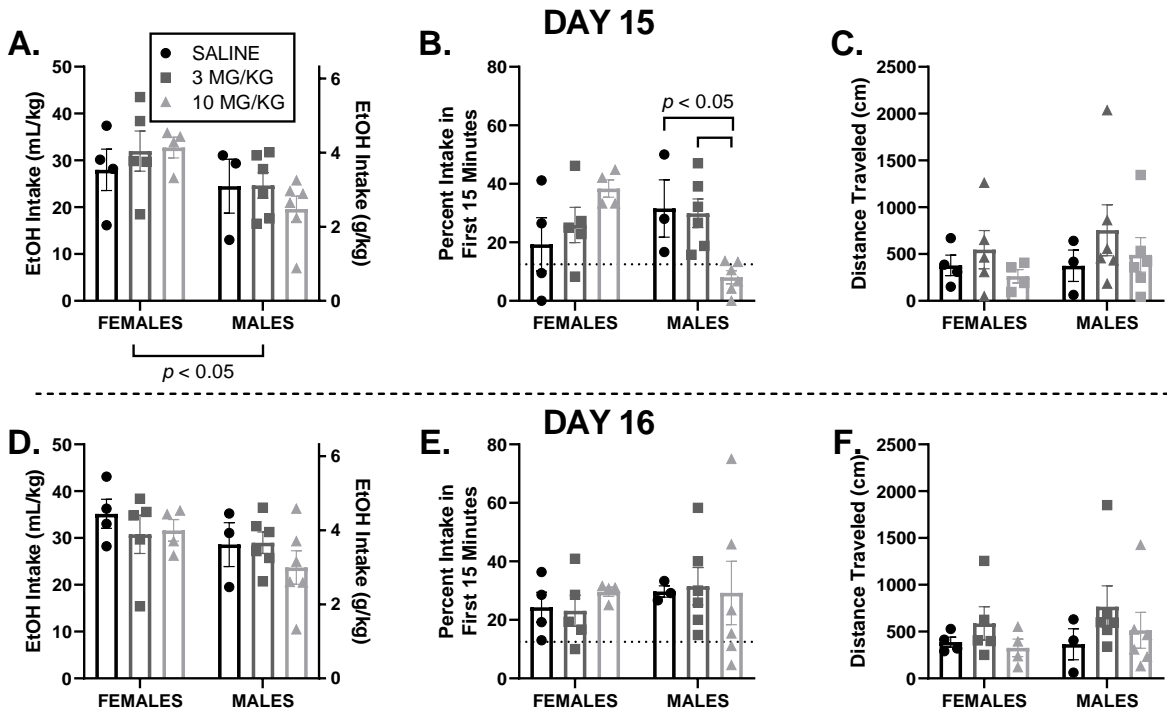 DAY 15
A.
SALINE
3 MG/KG
10 MG/KG
EtOH Intake (mL/kg)
50
40
30
20
10
0
6
4
2
0
EtOH Intake (g/kg)
FEMALES MALES
p < 0.05
B.
Percent Intake in
First 15 Minutes
80
60
40
20
0
p < 0.05
FEMALES MALES
C.
Distance Traveled (cm)
2500
2000
1500
1000
500
0
FEMALES MALES
DAY 16
D.
EtOH Intake (mL/kg)
50
40
30
20
10
0
6
4
2
0
EtOH Intake (g/kg)
FEMALES MALES
E.
Percent Intake in
First 15 Minutes
80
60
40
20
0
FEMALES MALES
F.
Distance Traveled (cm)
2500
2000
1500
1000
500
0
FEMALES MALES